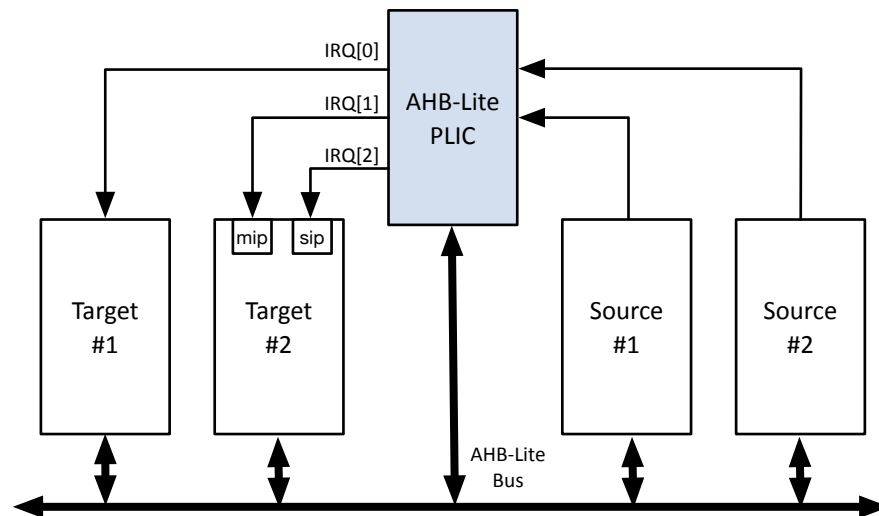 IRQ[0]
IRQ[1]
IRQ[2]
AHB-Lite
PLIC
mip
sip
Target
#1
Target
#2
Source
#1
Source
#2
AHB-Lite
Bus